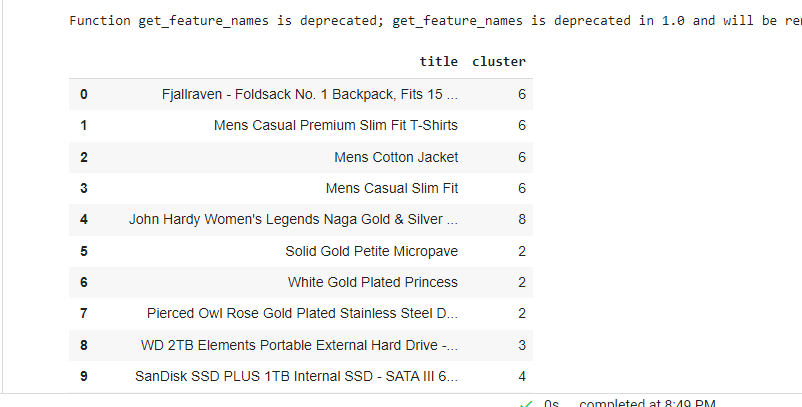 Function get_feature_names is deprecated; get_feature_names is deprecated in 1.0 and will be
title cluster
0 Fjallraven - Foldsack No. 1 Backpack, Fits 15 ... 6
1 Mens Casual Premium Slim Fit T-Shirts 6
2 Mens Cotton Jacket 6
3 Mens Casual Slim Fit 6
4 John Hardy Women's Legends Naga Gold & Silver ... 8
5 Solid Gold Petite Micropave 2
6 White Gold Plated Princess 2
7 Pierced Owl Rose Gold Plated Stainless Steel D... 2
8 WD 2TB Elements Portable External Hard Drive -... 3
9 SanDisk SSD PLUS 1TB Internal SSD - SATA III 6... 4
0s completed at 8:49 PM